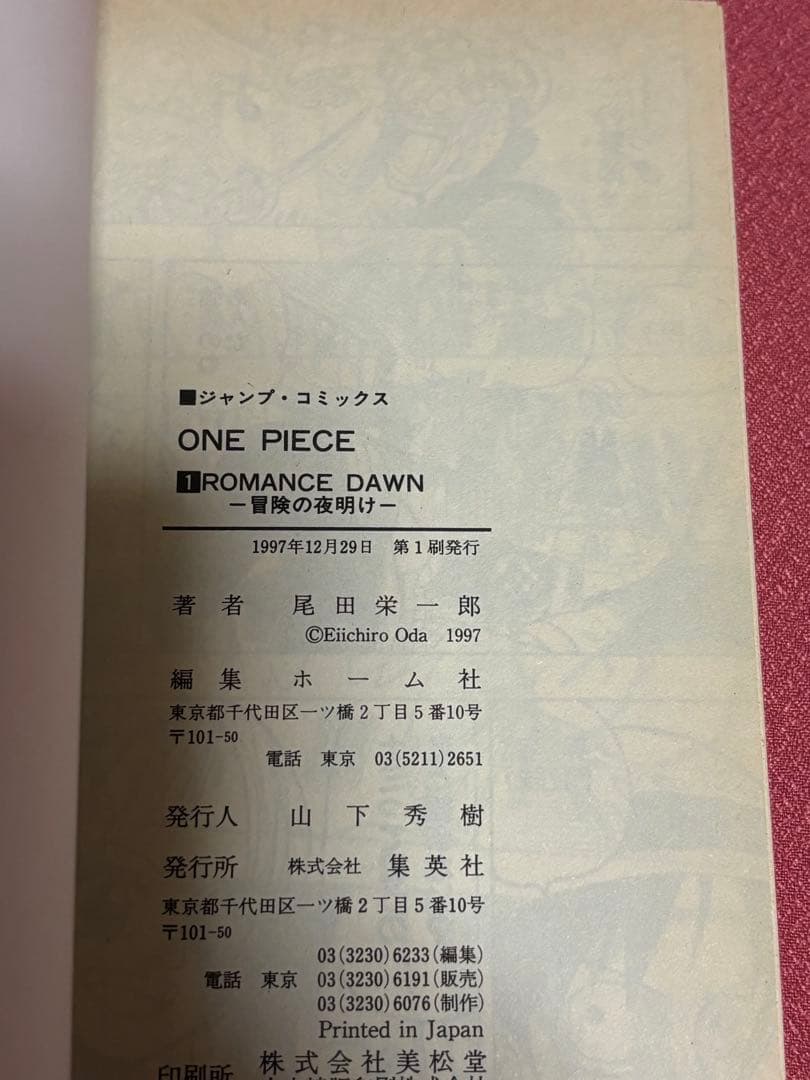 ■ジャンプ・コミックス
ONE PIECE
1ROMANCE DAWN
—冒険の夜明け—
1997年12月29日　第1刷発行
著者　尾田栄一郎
©Eiichiro Oda 1997
編集　ホーム社
東京都千代田区一ツ橋2丁目5番10号
〒101-50
電話　東京　03(5211)2651
発行人　山下秀樹
発行所　株式会社 集英社
東京都千代田区一ツ橋2丁目5番10号
〒101-50
03(3230)6233(編集)
電話　東京　03(3230)6191(販売)
03(3230)6076(制作)
Printed in Japan
印刷所　株式会社美松堂